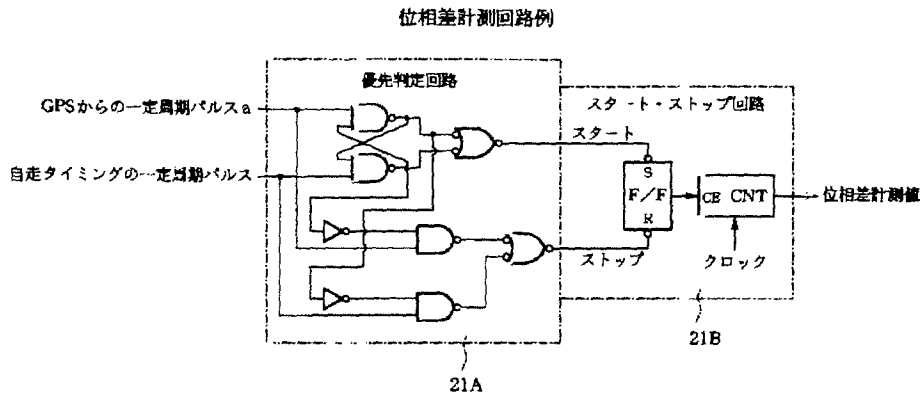 位相差計測回路例
優先判定回路
GPSからの一定周期パルスa
自走タイミングの一定周期パルス
スタート・ストップ回路
スタート
S
F/F
R
CE CNT
位相差計測値
ストップ
クロック
21A
21B